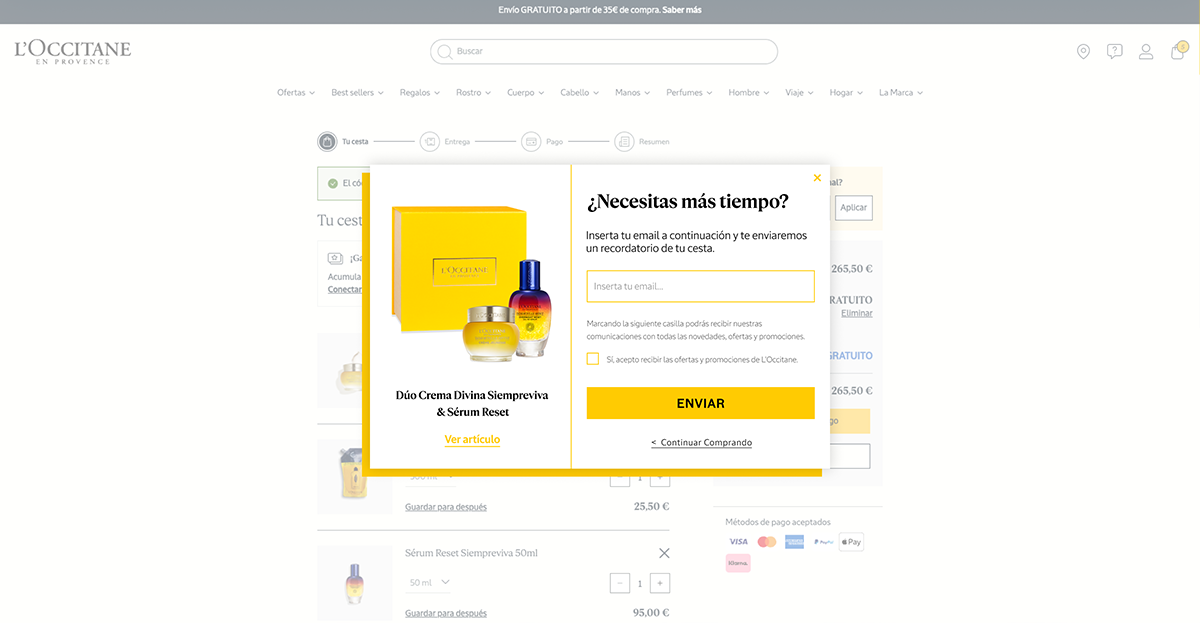 Envío GRATUITO a partir de 35€ de compra. Saber más
L'OCCITANE
EN PROVENCE
Buscar
Ofertas Best sellers Regalos Rostro Cuerpo Cabello Manos Perfumes Hombre Viaje Hogar La Marca
Tu cesta Entrega Pago Resumen
El có
Tu cest
¡Ga
Acumula
Conectar
L'OCCITANE
Dúo Crema Divina Siempreviva
& Sérum Reset
Ver artículo
¿Necesitas más tiempo?
Inserta tu email a continuación y te enviaremos
un recordatorio de tu cesta.
Inserta tu email...
Marcando la siguiente casilla podrás recibir nuestras
comunicaciones con todas las novedades, ofertas y promociones.
Sí, acepto recibir las ofertas y promociones de L'Occitane.
ENVIAR
< Continuar Comprando
al?
Aplicar
265,50 €
RATUITO
Eliminar
GRATUITO
265,50 €
go
500 ml
1
Guardar para después
25,50 €
Sérum Reset Siempreviva 50ml
50 ml
− 1 +
Guardar para después
95,00 €
Métodos de pago aceptados
VISA PayPal Pay
Klarna.